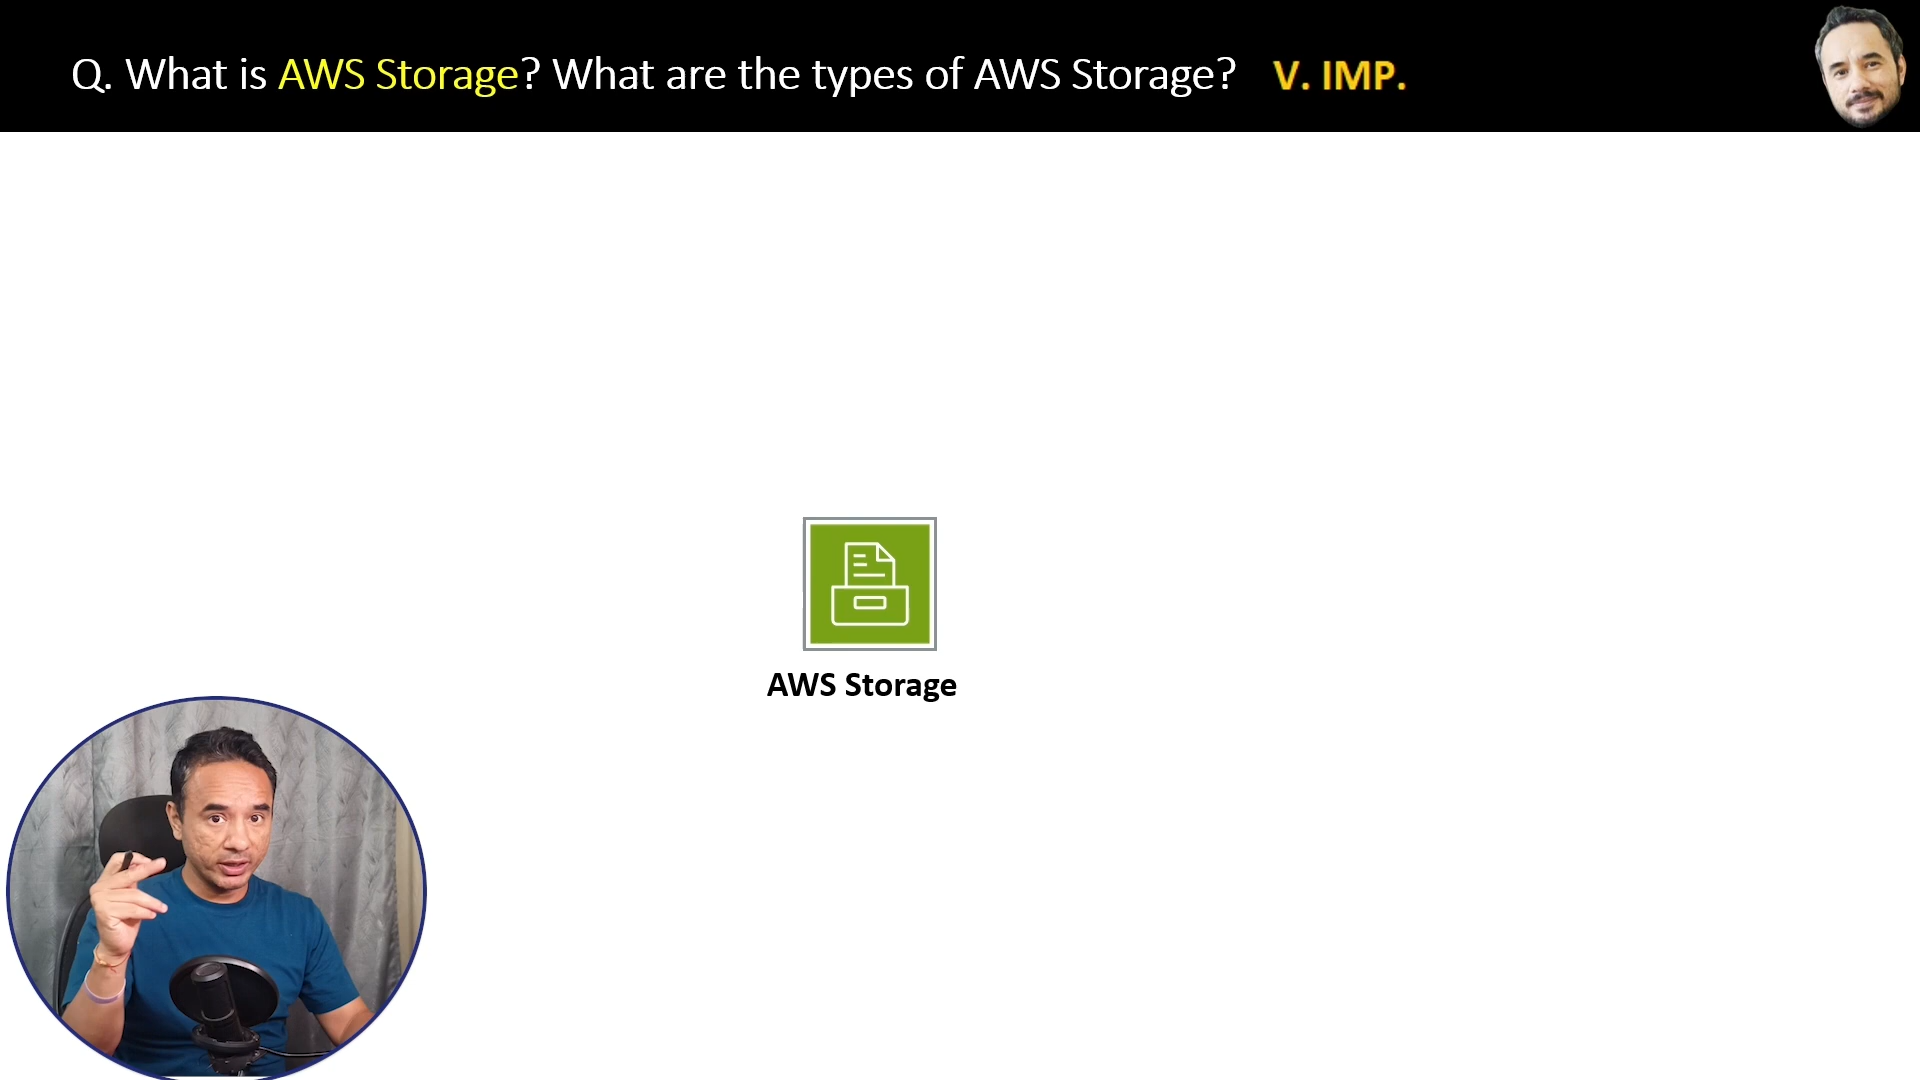 Q. What is AWS Storage? What are the types of AWS Storage? V. IMP.
AWS Storage